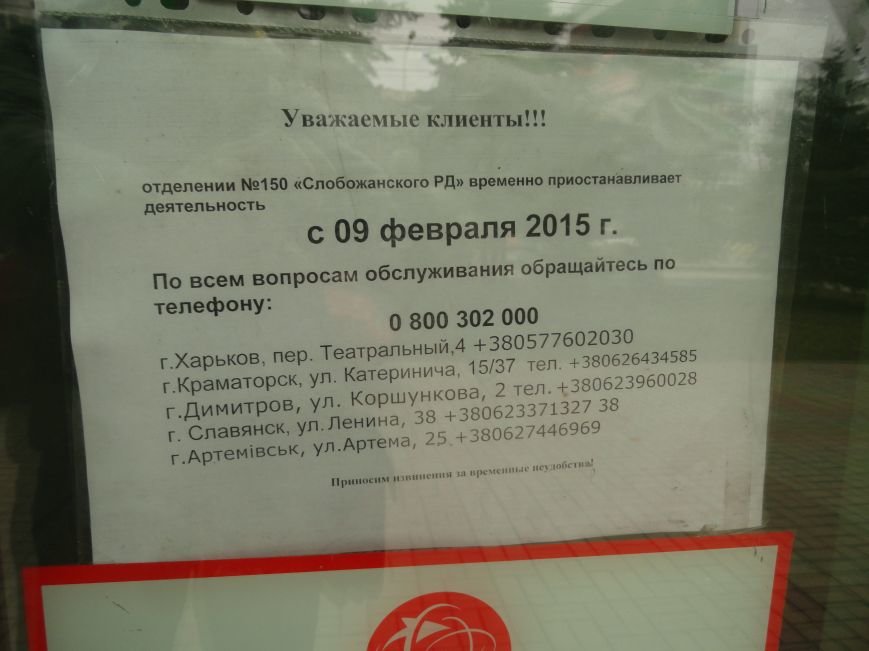 Уважаемые клиенты!!!
отделении №150 «Слобожанского РД» временно приостанавливает
деятельность
с 09 февраля 2015 г.
По всем вопросам обслуживания обращайтесь по
телефону:
0 800 302 000
г.Харьков, пер. Театральный,4 +380577602030
г.Краматорск, ул. Катеринича, 15/37 тел. +380626434585
г.Димитров, ул. Коршункова, 2 тел. +380623960028
г. Славянск, ул.Ленина, 38 +380623371327 38
г.Артемівськ, ул.Артема, 25 +380627446969
Приносим извинения за временные неудобства!